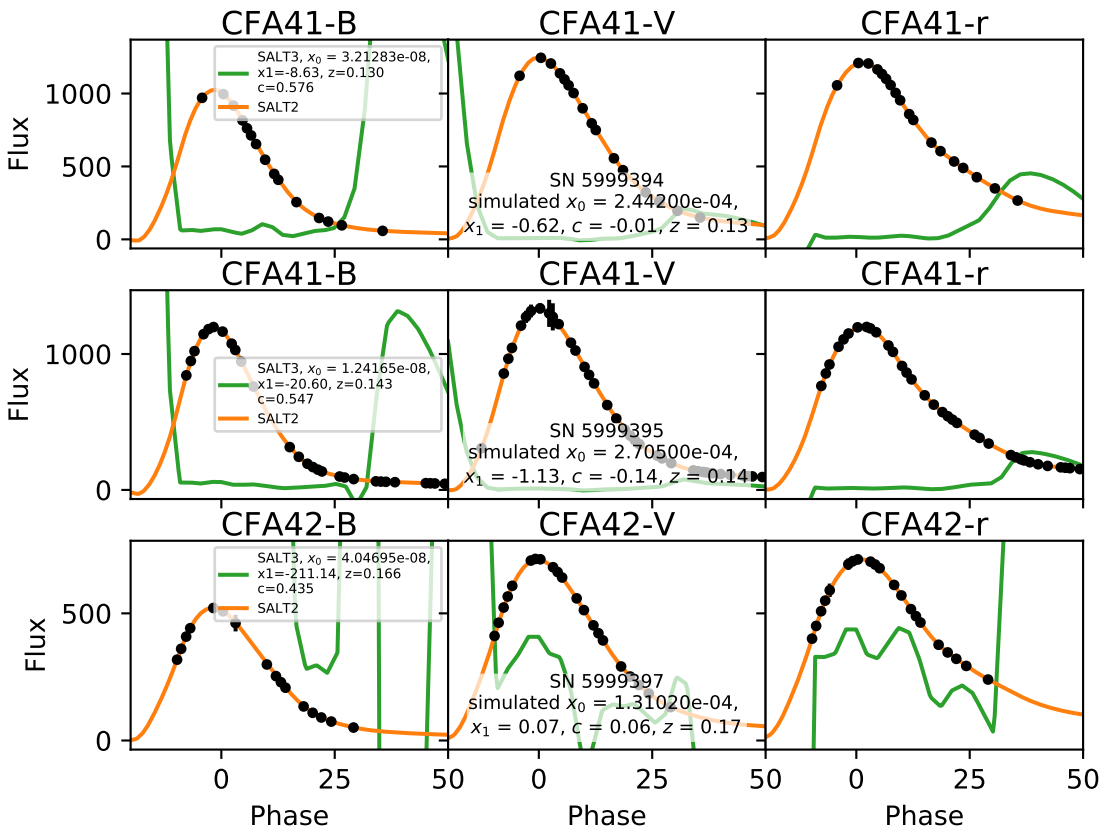 CFA41-B CFA41-V CFA41-r
Flux
1000
500
0
SALT3, x₀ = 3.21283e-08,
x1=-8.63, z=0.130
c=0.576
SALT2
SN 5999394
simulated x₀ = 2.44200e-04,
x₁ = -0.62, c = -0.01, z = 0.13
CFA41-B CFA41-V CFA41-r
Flux
1000
0
SALT3, x₀ = 1.24165e-08,
x1=-20.60, z=0.143
c=0.547
SALT2
SN 5999395
simulated x₀ = 2.70500e-04,
x₁ = -1.13, c = -0.14, z = 0.14
CFA42-B CFA42-V CFA42-r
Flux
500
0
SALT3, x₀ = 4.04695e-08,
x1=-211.14, z=0.166
c=0.435
SALT2
SN 5999397
simulated x₀ = 1.31020e-04,
x₁ = 0.07, c = 0.06, z = 0.17
0 25 50 0 25 50 0 25 50
Phase Phase Phase